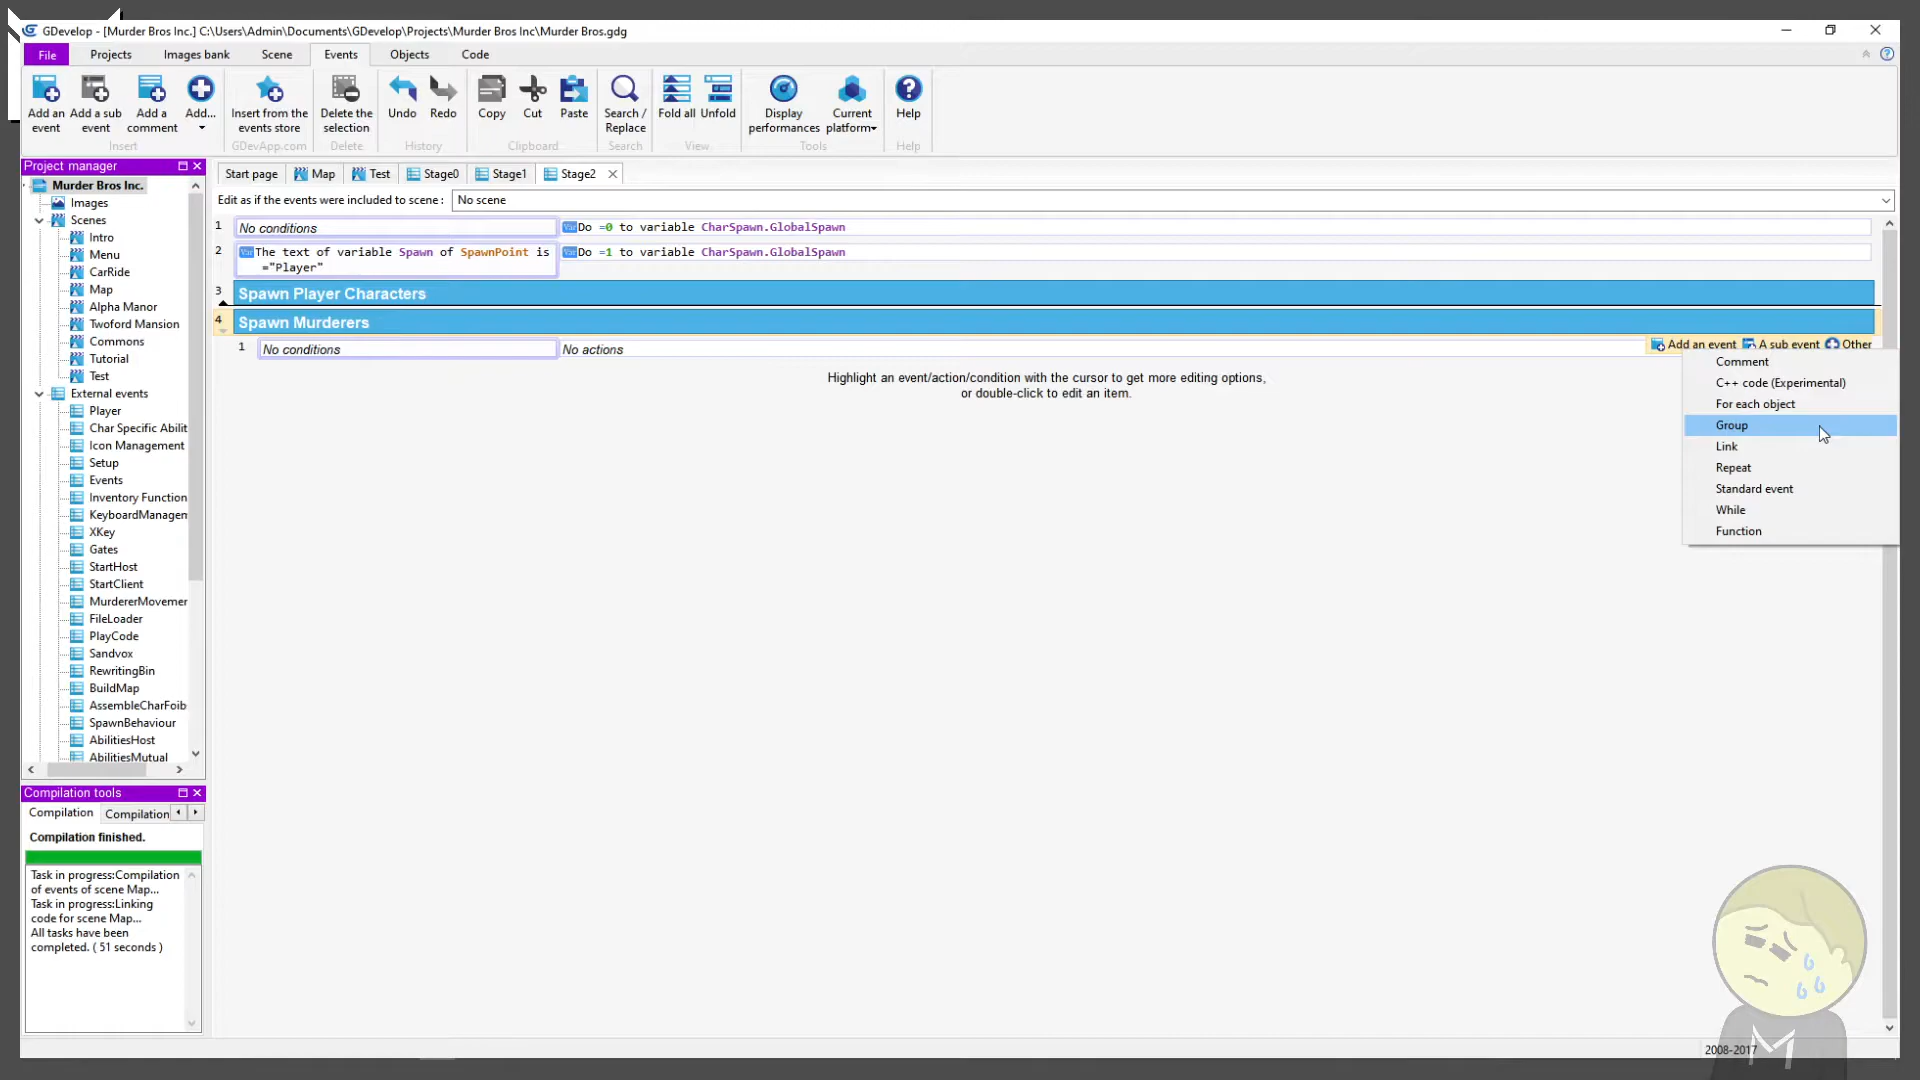 GDevelop - [Murder Bros Inc.] C:\Users\Admin\Documents\GDevelop\Projects\Murder Bros Inc\Murder Bros.gdg
File Projects Images bank Scene Events Objects Code
Add an event
Add a sub event
Add a comment
Add...
Insert from the events store
Delete the selection
Undo
Redo
Copy
Cut
Paste
Search / Replace
Fold all
Unfold
Display performances
Current platform
Help
Insert GDevApp.com Delete History Clipboard Search View Tools Help
Project manager
Murder Bros Inc.
Images
Scenes
Intro
Menu
CarRide
Map
Alpha Manor
Twoford Mansion
Commons
Tutorial
Test
External events
Player
Char Specific Abilit
Icon Management
Setup
Events
Inventory Function
KeyboardManagen
XKey
Gates
StartHost
StartClient
MurdererMovemer
FileLoader
PlayCode
Sandvox
RewritingBin
BuildMap
AssembleCharFoib
SpawnBehaviour
AbilitiesHost
AbilitiesMutual
Compilation tools
Compilation Compilation
Compilation finished.
Task in progress:Compilation
of events of scene Map...
Task in progress:Linking
code for scene Map...
All tasks have been
completed. ( 51 seconds )
Start page Map Test Stage0 Stage1 Stage2
Edit as if the events were included to scene : No scene
1 No conditions Var Do =0 to variable CharSpawn.GlobalSpawn
2 Var The text of variable Spawn of SpawnPoint is Var Do =1 to variable CharSpawn.GlobalSpawn
="Player"
3 Spawn Player Characters
4 Spawn Murderers
1 No conditions No actions
Add an event A sub event Other
Highlight an event/action/condition with the cursor to get more editing options,
or double-click to edit an item.
Comment
C++ code (Experimental)
For each object
Group
Link
Repeat
Standard event
While
Function
2008-2017